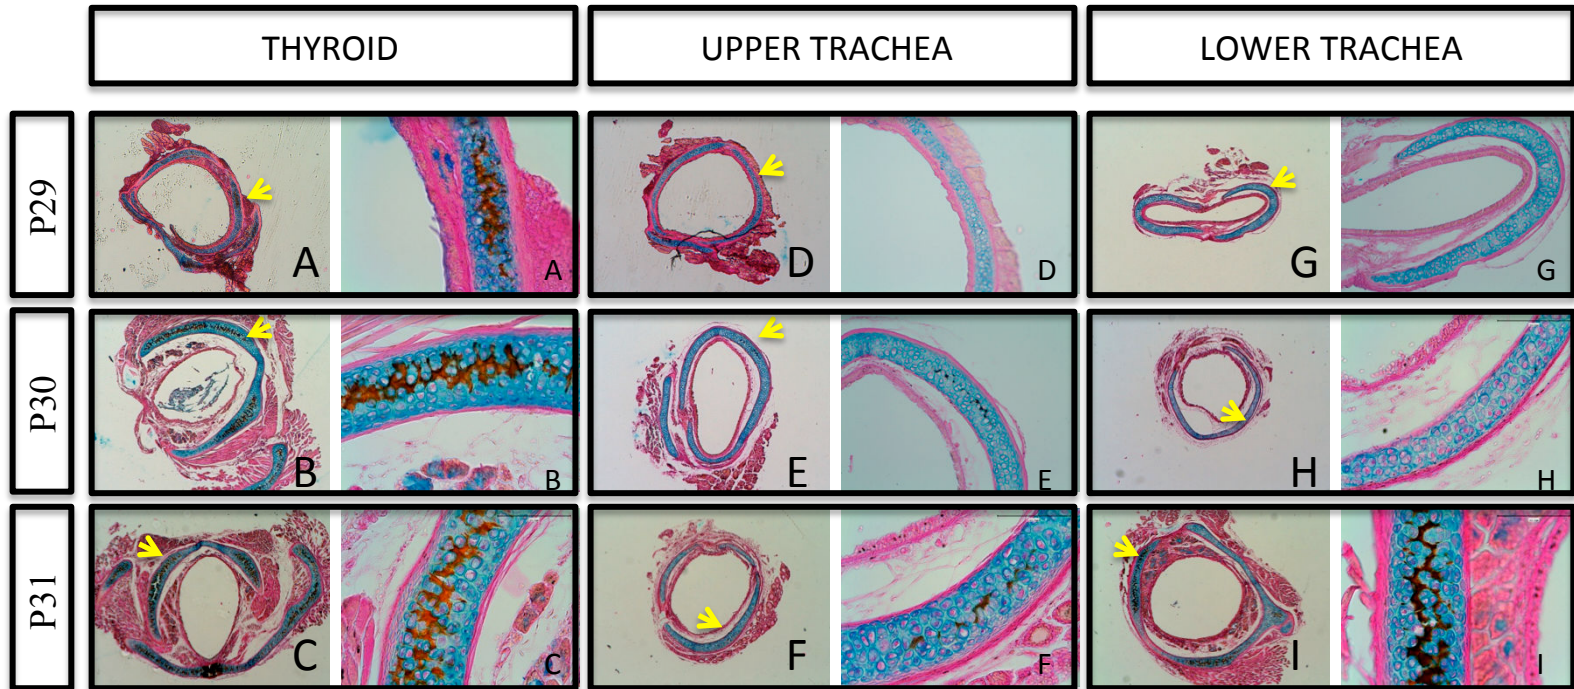 THYROID
UPPER TRACHEA
LOWER TRACHEA
P29
A
A
D
D
G
G
P30
B
B
E
E
H
H
P31
C
C
F
F
I
I